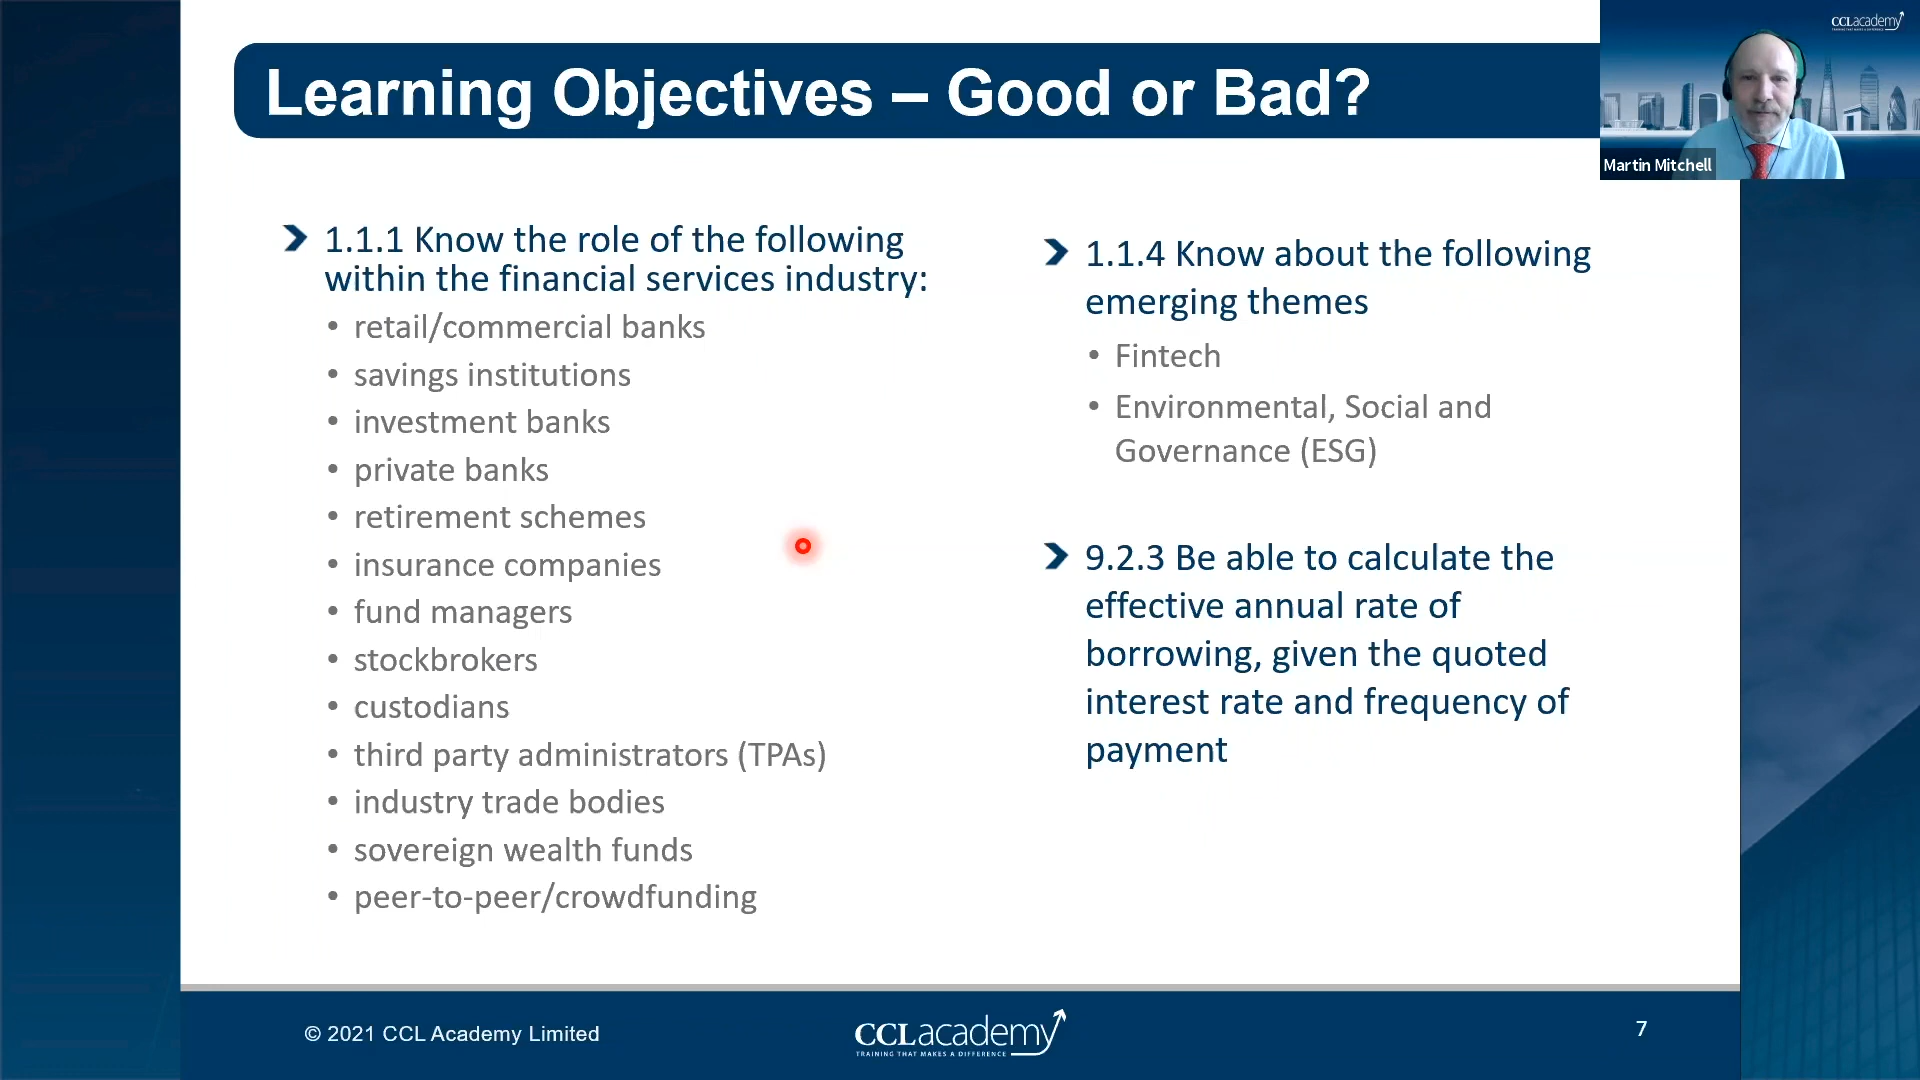 Learning Objectives – Good or Bad?
CCLacademy
TRAINING THAT MAKES A DIFFERENCE
Martin Mitchell
1.1.1 Know the role of the following
within the financial services industry:
• retail/commercial banks
• savings institutions
• investment banks
• private banks
• retirement schemes
• insurance companies
• fund managers
• stockbrokers
• custodians
• third party administrators (TPAs)
• industry trade bodies
• sovereign wealth funds
• peer-to-peer/crowdfunding
1.1.4 Know about the following
emerging themes
• Fintech
• Environmental, Social and
Governance (ESG)
9.2.3 Be able to calculate the
effective annual rate of
borrowing, given the quoted
interest rate and frequency of
payment
© 2021 CCL Academy Limited
CCLacademy
TRAINING THAT MAKES A DIFFERENCE
7